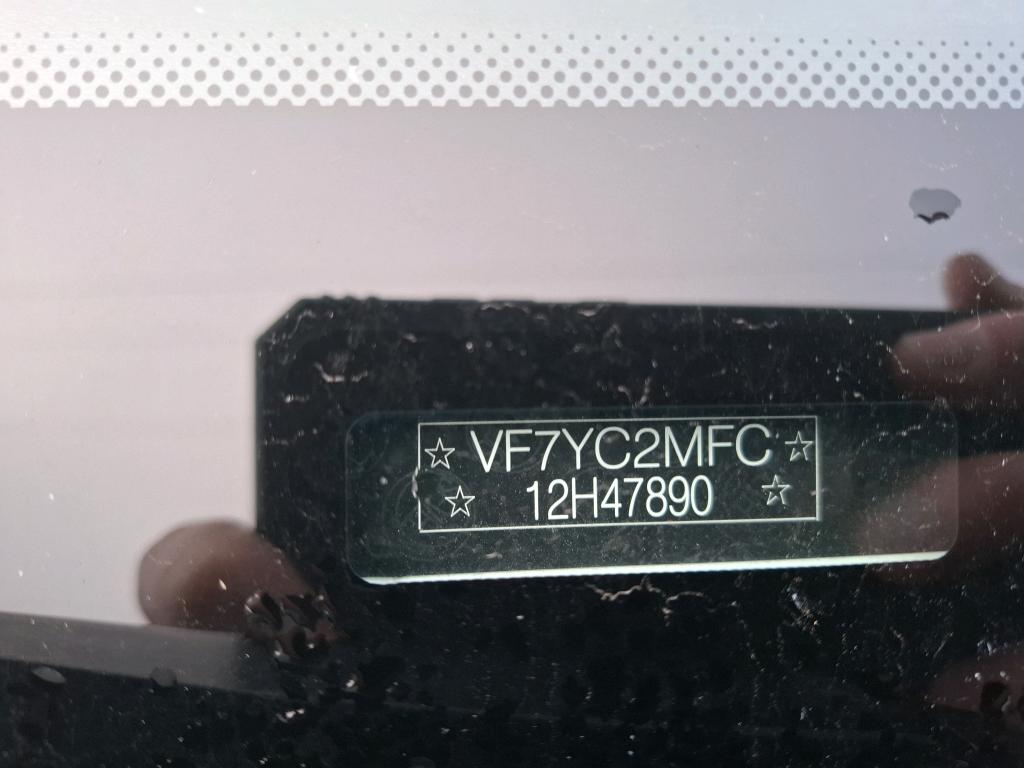 ☆ VF7YC2MFC ☆
☆ 12H47890 ☆